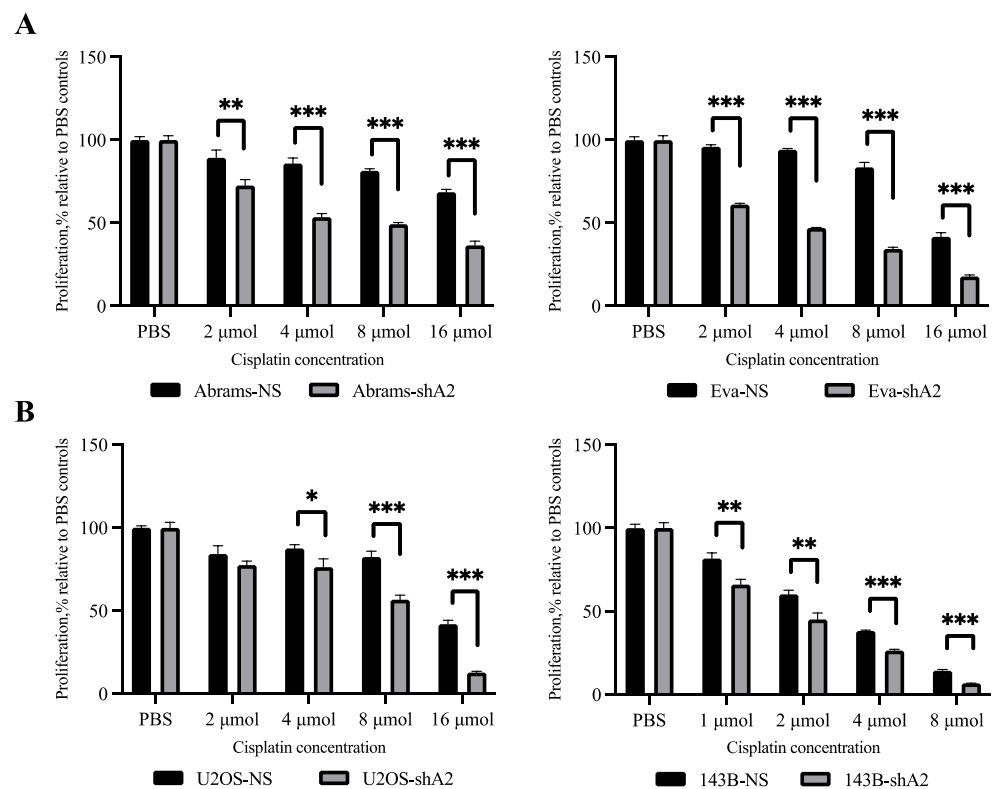 A
Proliferation,% relative to PBS controls
150
100
50
0
**
***
***
***
PBS
2 μmol
4 μmol
8 μmol
16 μmol
Cisplatin concentration
Abrams-NS
Abrams-shA2
Proliferation,% relative to PBS controls
150
100
50
0
***
***
***
***
PBS
2 μmol
4 μmol
8 μmol
16 μmol
Cisplatin concentration
Eva-NS
Eva-shA2
B
Proliferation,% relative to PBS controls
150
100
50
0
*
***
***
PBS
2 μmol
4 μmol
8 μmol
16 μmol
Cisplatin concentration
U2OS-NS
U2OS-shA2
Proliferation,% relative to PBS controls
150
100
50
0
**
**
***
***
PBS
1 μmol
2 μmol
4 μmol
8 μmol
Cisplatin concentration
143B-NS
143B-shA2